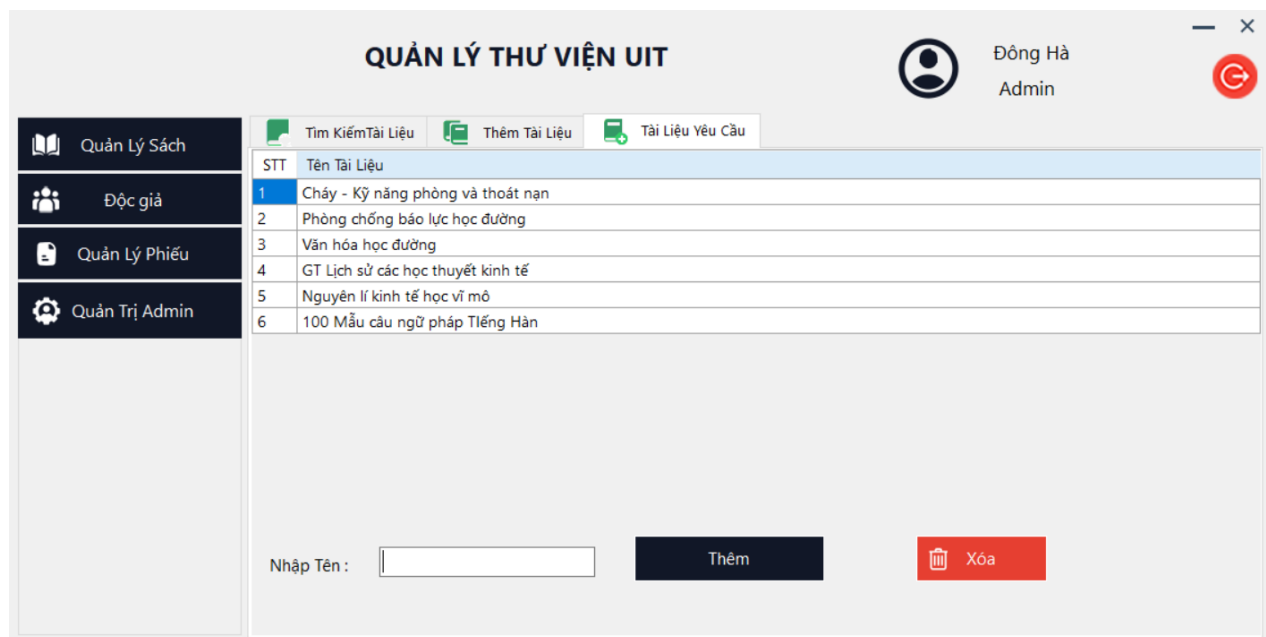 QUẢN LÝ THƯ VIỆN UIT
Đông Hà
Admin
Quản Lý Sách
Độc giả
Quản Lý Phiếu
Quản Trị Admin
Tìm KiếmTài Liệu Thêm Tài Liệu Tài Liệu Yêu Cầu
STT Tên Tài Liệu
1 Cháy - Kỹ năng phòng và thoát nạn
2 Phòng chống báo lực học đường
3 Văn hóa học đường
4 GT Lịch sử các học thuyết kinh tế
5 Nguyên lí kinh tế học vĩ mô
6 100 Mẫu câu ngữ pháp TIếng Hàn
Nhập Tên : Thêm Xóa